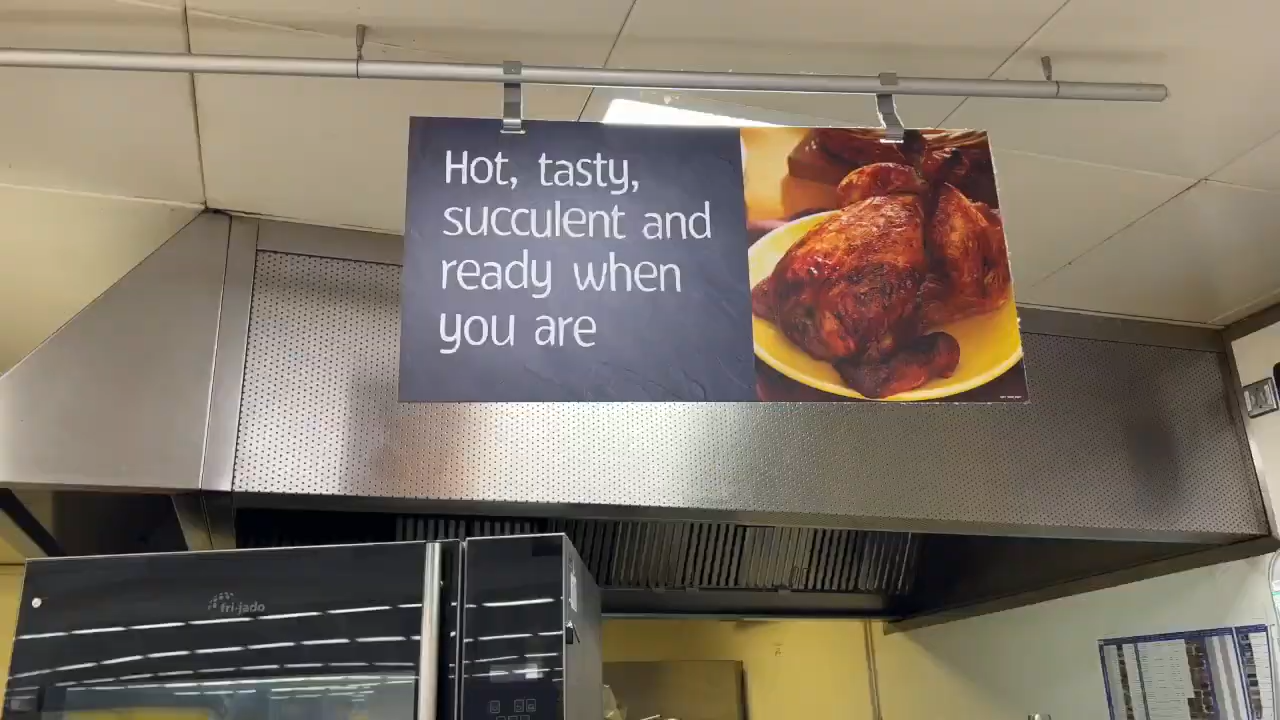 Hot, tasty,
succulent and
ready when
you are
fri-jado